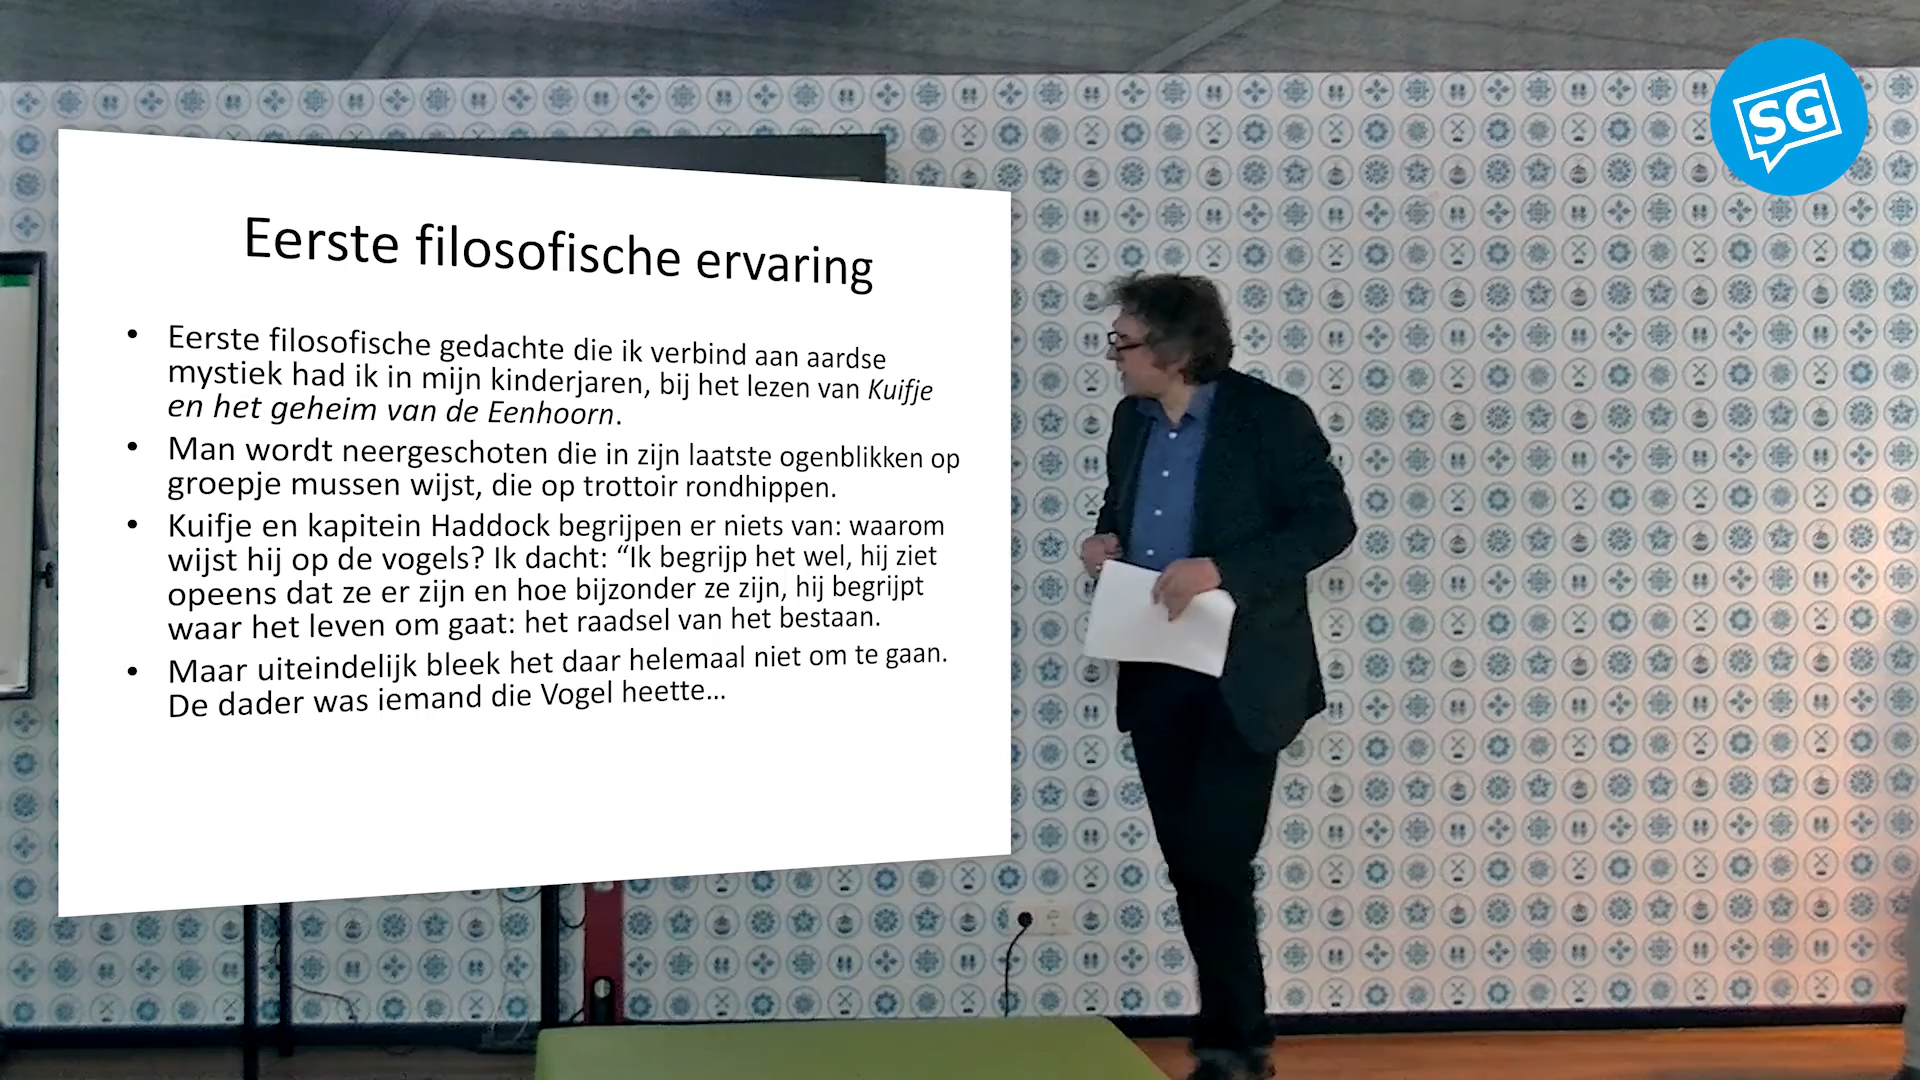 SG
Eerste filosofische ervaring
• Eerste filosofische gedachte die ik verbind aan aardse
mystiek had ik in mijn kinderjaren, bij het lezen van Kuifje
en het geheim van de Eenhoorn.
• Man wordt neergeschoten die in zijn laatste ogenblikken op
groepje mussen wijst, die op trottoir rondhippen.
• Kuifje en kapitein Haddock begrijpen er niets van: waarom
wijst hij op de vogels? Ik dacht: “Ik begrijp het wel, hij ziet
opeens dat ze er zijn en hoe bijzonder ze zijn, hij begrijpt
waar het leven om gaat: het raadsel van het bestaan.
• Maar uiteindelijk bleek het daar helemaal niet om te gaan.
De dader was iemand die Vogel heette…